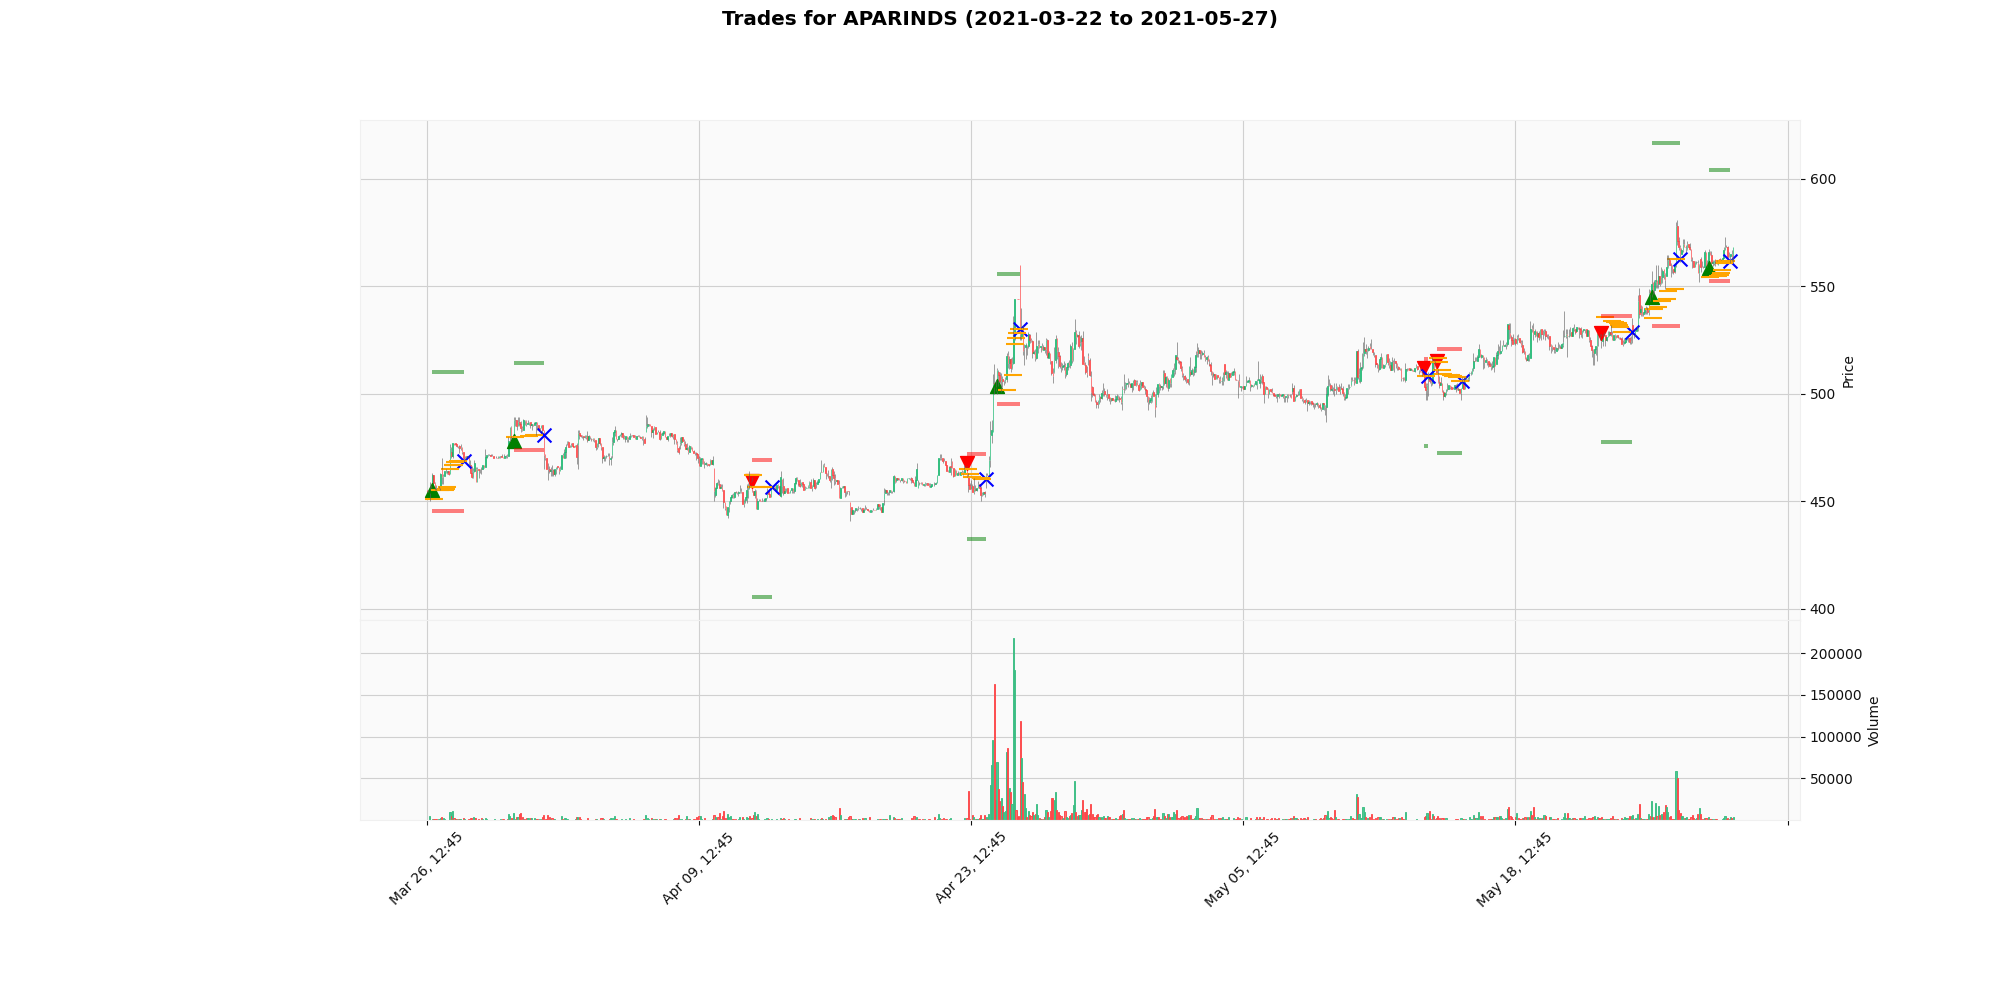 Trades for APARINDS (2021-03-22 to 2021-05-27)
600
550
500
450
400
Price
200000
150000
100000
50000
Volume
Mar 26, 12:45
Apr 09, 12:45
Apr 23, 12:45
May 05, 12:45
May 18, 12:45